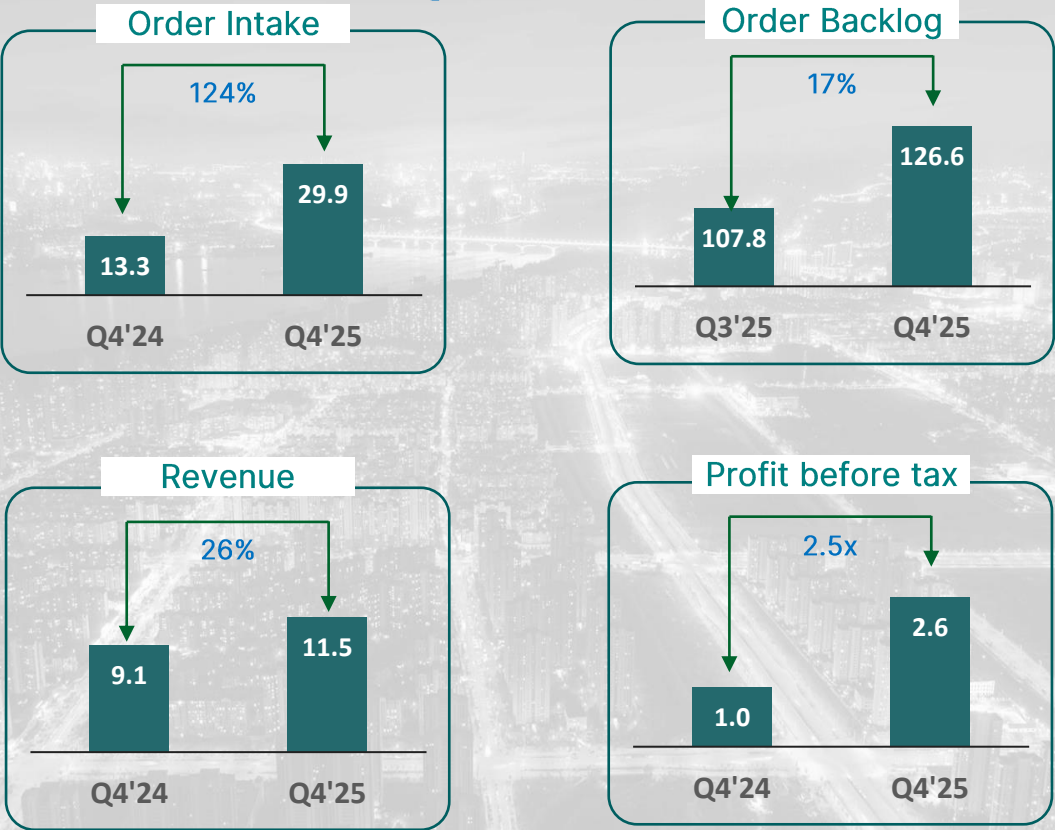 Order Intake
124%
13.3
29.9
Q4'24
Q4'25
Order Backlog
17%
107.8
126.6
Q3'25
Q4'25
Revenue
26%
9.1
11.5
Q4'24
Q4'25
Profit before tax
2.5x
1.0
2.6
Q4'24
Q4'25